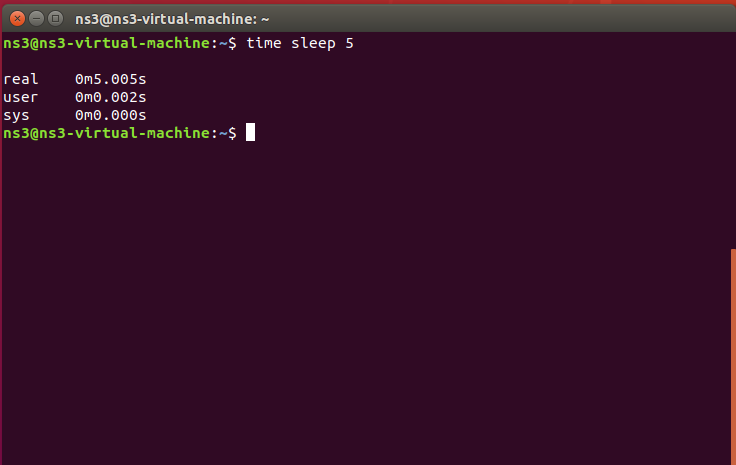 ns3@ns3-virtual-machine: ~
ns3@ns3-virtual-machine:~$ time sleep 5
real    0m5.005s
user    0m0.002s
sys     0m0.000s
ns3@ns3-virtual-machine:~$